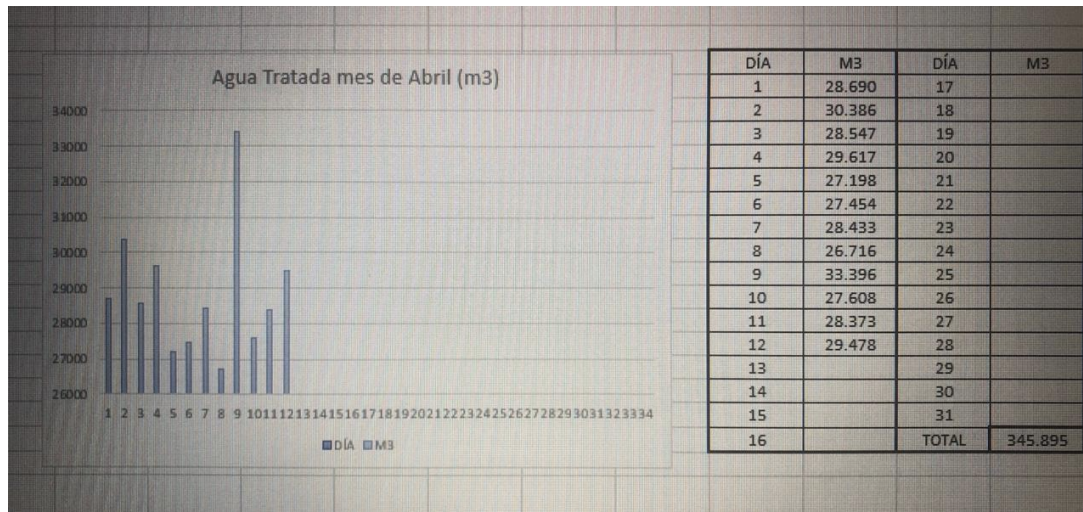 Agua Tratada mes de Abril (m3)
34000
33000
32000
31000
30000
29000
28000
27000
26000
1 2 3 4 5 6 7 8 9 10 11 12 13 14 15 16 17 18 19 20 21 22 23 24 25 26 27 28 29 30 31 32 33 34
DÍA M3
DÍA M3 DÍA M3
1 28.690 17
2 30.386 18
3 28.547 19
4 29.617 20
5 27.198 21
6 27.454 22
7 28.433 23
8 26.716 24
9 33.396 25
10 27.608 26
11 28.373 27
12 29.478 28
13 29
14 30
15 31
16 TOTAL 345.895